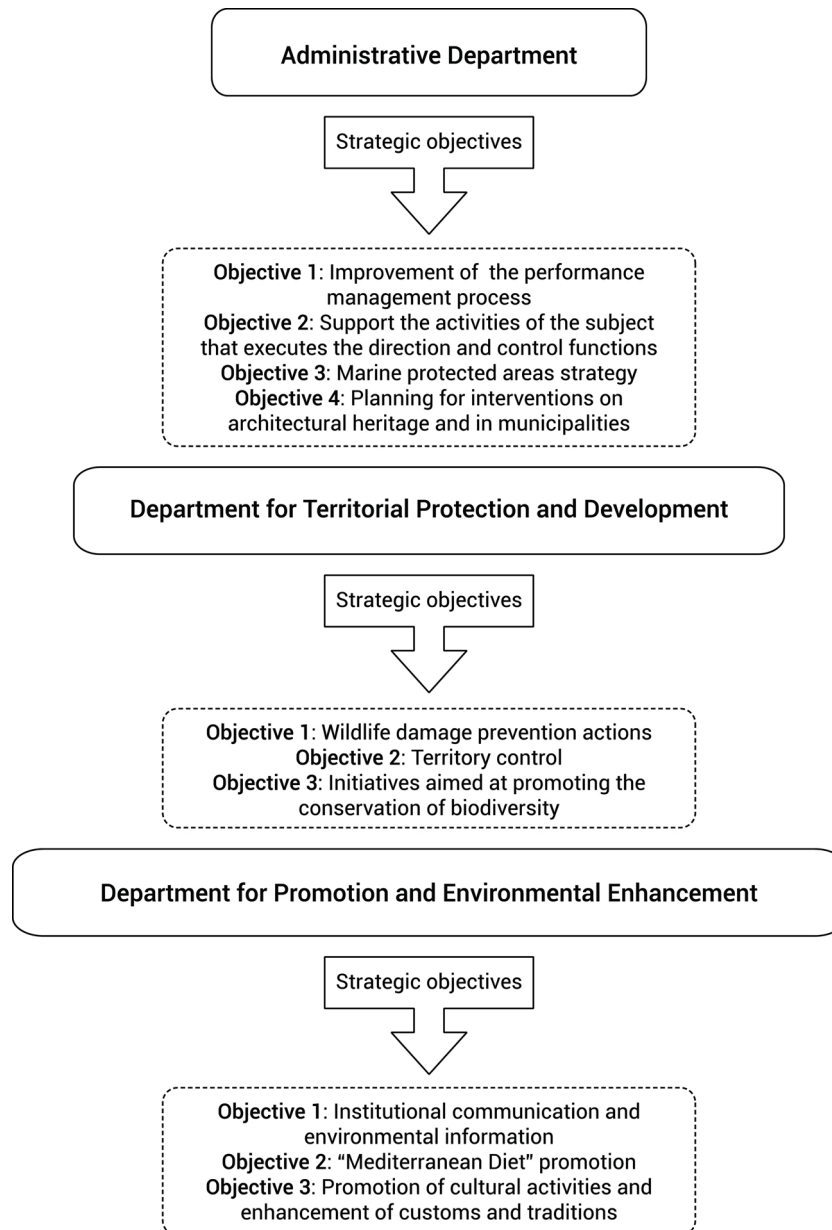 Administrative Department
Strategic objectives
Objective 1: Improvement of  the performance
management process
Objective 2: Support the activities of the subject
that executes the direction and control functions
Objective 3: Marine protected areas strategy
Objective 4: Planning for interventions on
architectural heritage and in municipalities
Department for Territorial Protection and Development
Strategic objectives
Objective 1: Wildlife damage prevention actions
Objective 2: Territory control
Objective 3: Initiatives aimed at promoting the
conservation of biodiversity
Department for Promotion and Environmental Enhancement
Strategic objectives
Objective 1: Institutional communication and
environmental information
Objective 2: “Mediterranean Diet” promotion
Objective 3: Promotion of cultural activities and
enhancement of customs and traditions